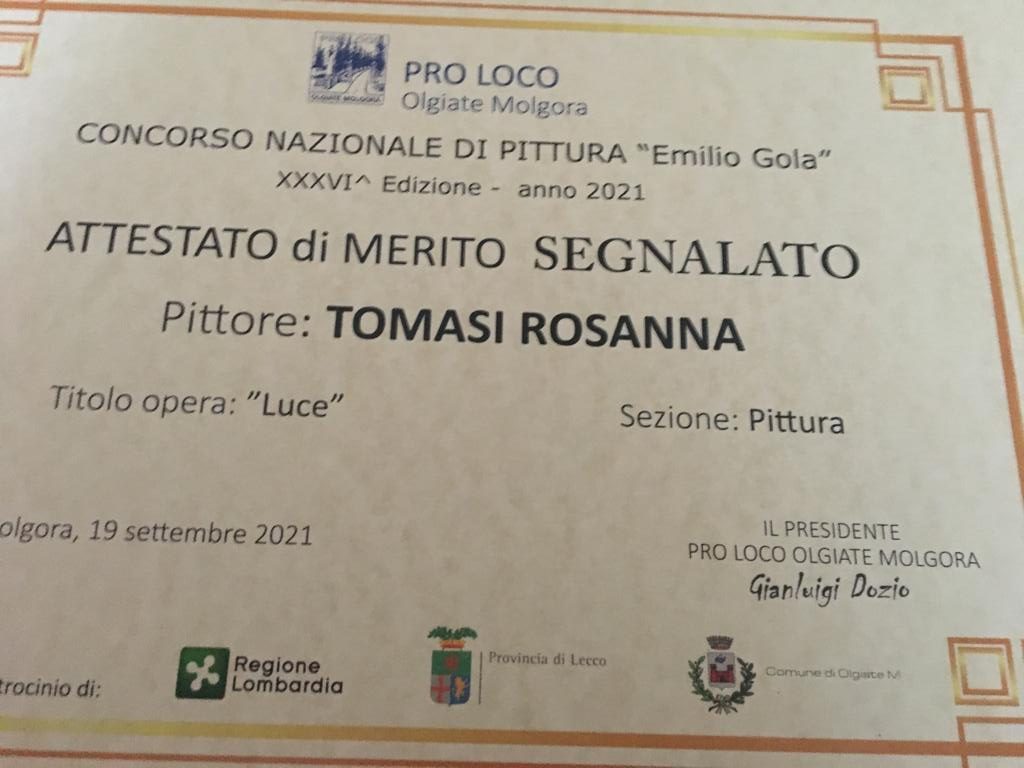 PRO LOCO
Olgiate Molgora
OLGIATE MOLGORA
CONCORSO NAZIONALE DI PITTURA “Emilio Gola”
XXXVI^ Edizione - anno 2021
ATTESTATO di MERITO SEGNALATO
Pittore: TOMASI ROSANNA
Titolo opera: ”Luce”
Sezione: Pittura
olgora, 19 settembre 2021
IL PRESIDENTE
PRO LOCO OLGIATE MOLGORA
Gianluigi Dozio
trocinio di:
Regione
Lombardia
Provincia di Lecco
Comune di Olgiate M